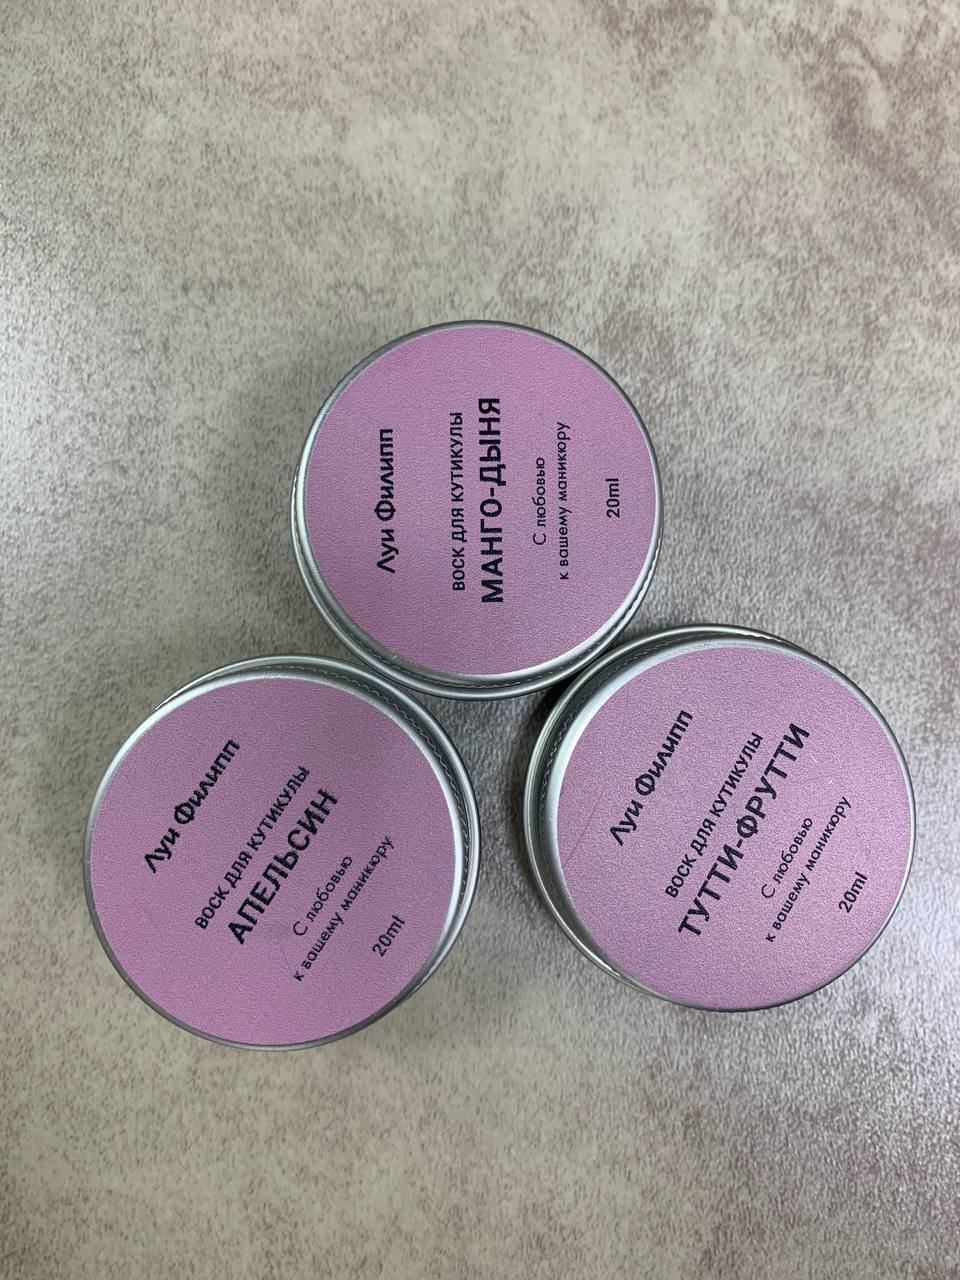 Луи Филипп
ВОСК ДЛЯ КУТИКУЛЫ
МАНГО-ДЫНЯ
С любовью
к вашему маникюру
20ml
Луи Филипп
ВОСК ДЛЯ КУТИКУЛЫ
АПЕЛЬСИН
С любовью
к вашему маникюру
20ml
Луи Филипп
ВОСК ДЛЯ КУТИКУЛЫ
ТУТТИ-ФРУТТИ
С любовью
к вашему маникюру
20ml